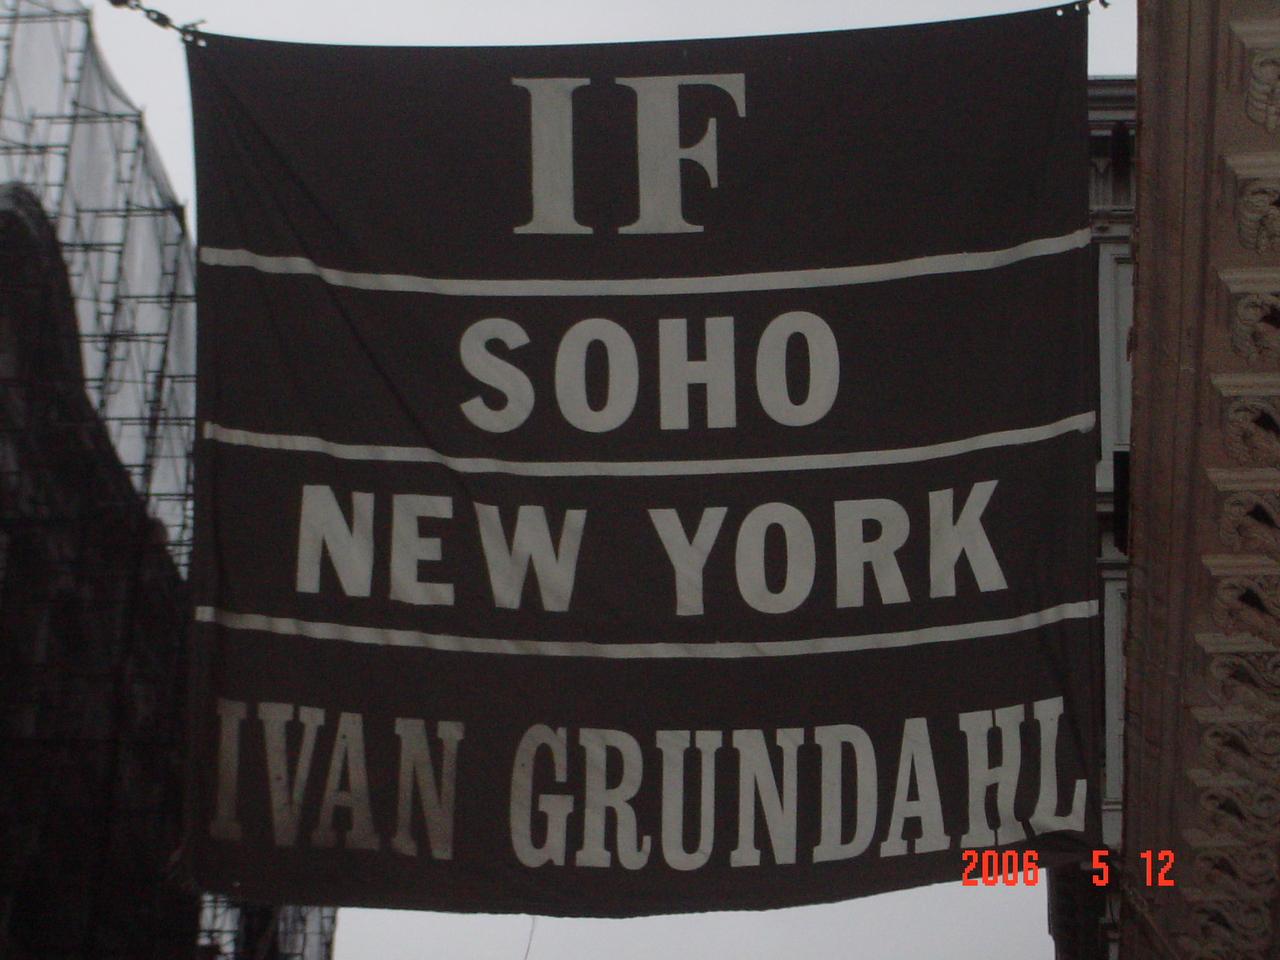 IF
SOHO
NEW YORK
IVAN GRUNDAHL
2006 5 12